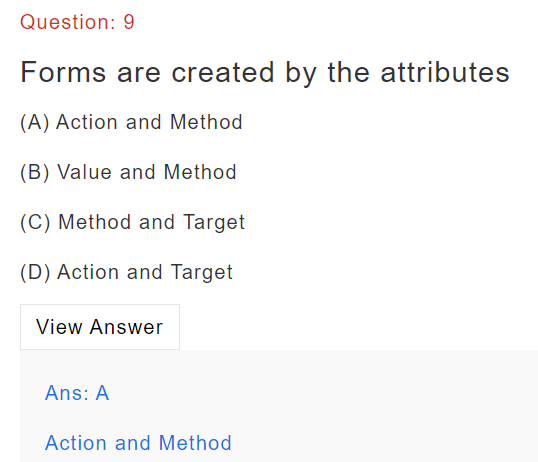 Question: 9
Forms are created by the attributes
(A) Action and Method
(B) Value and Method
(C) Method and Target
(D) Action and Target
View Answer
Ans: A
Action and Method